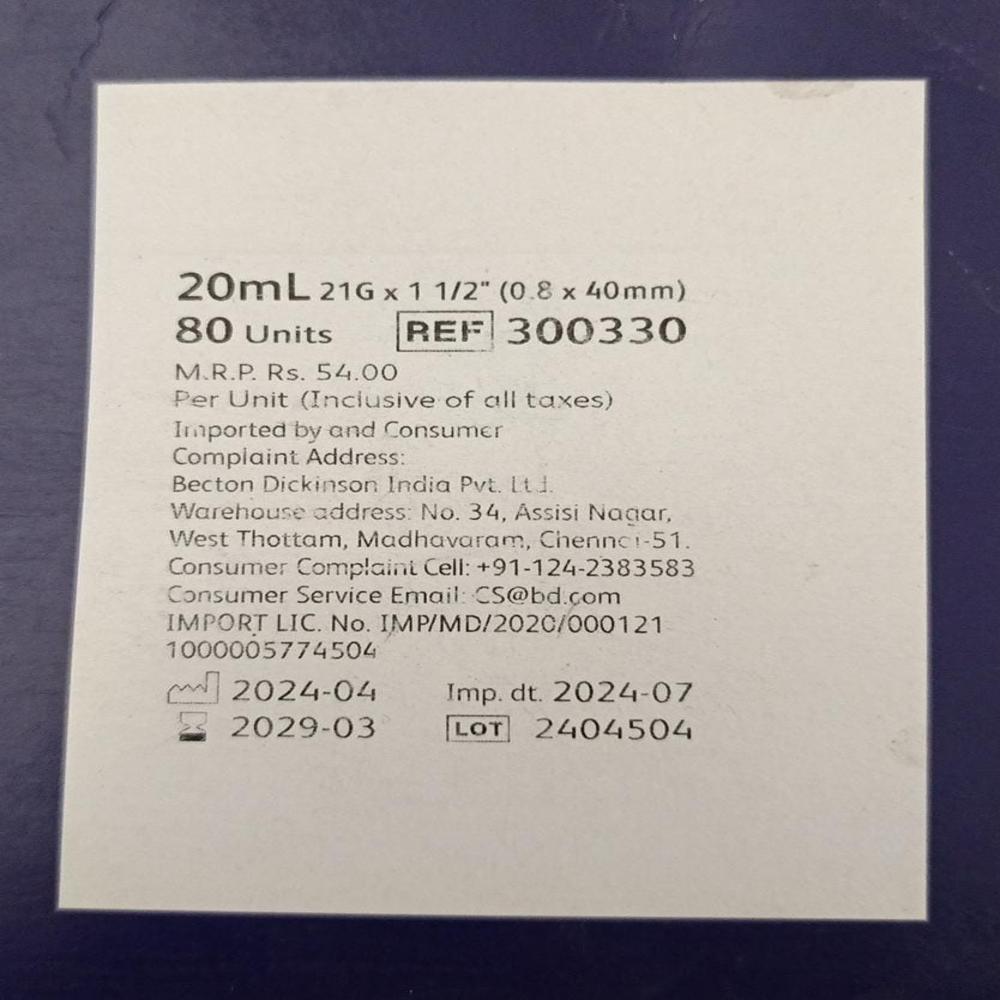 20mL 21G x 1 1/2" (0.8 x 40mm)
80 Units REF 300330
M.R.P. Rs. 54.00
Per Unit (Inclusive of all taxes)
Imported by and Consumer
Complaint Address:
Becton Dickinson India Pvt. Ltd.
Warehouse address: No. 34, Assisi Nagar,
West Thottam, Madhavaram, Chennai-51.
Consumer Complaint Cell: +91-124-2383583
Consumer Service Email: CS@bd.com
IMPORT LIC. No. IMP/MD/2020/000121
1000005774504
2024-04 Imp. dt. 2024-07
2029-03 LOT 2404504